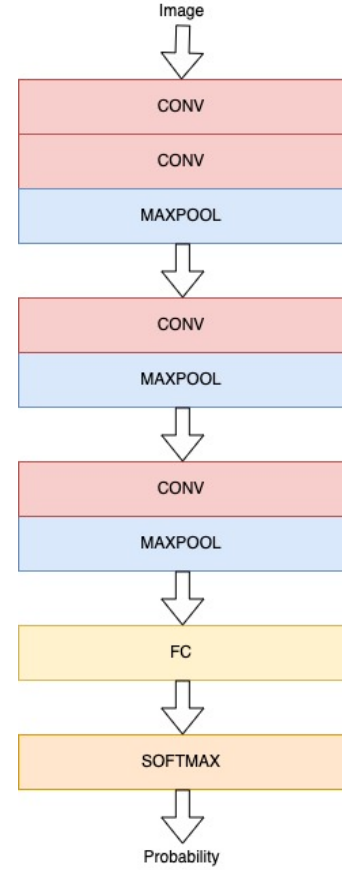 Image
CONV
CONV
MAXPOOL
CONV
MAXPOOL
CONV
MAXPOOL
FC
SOFTMAX
Probability